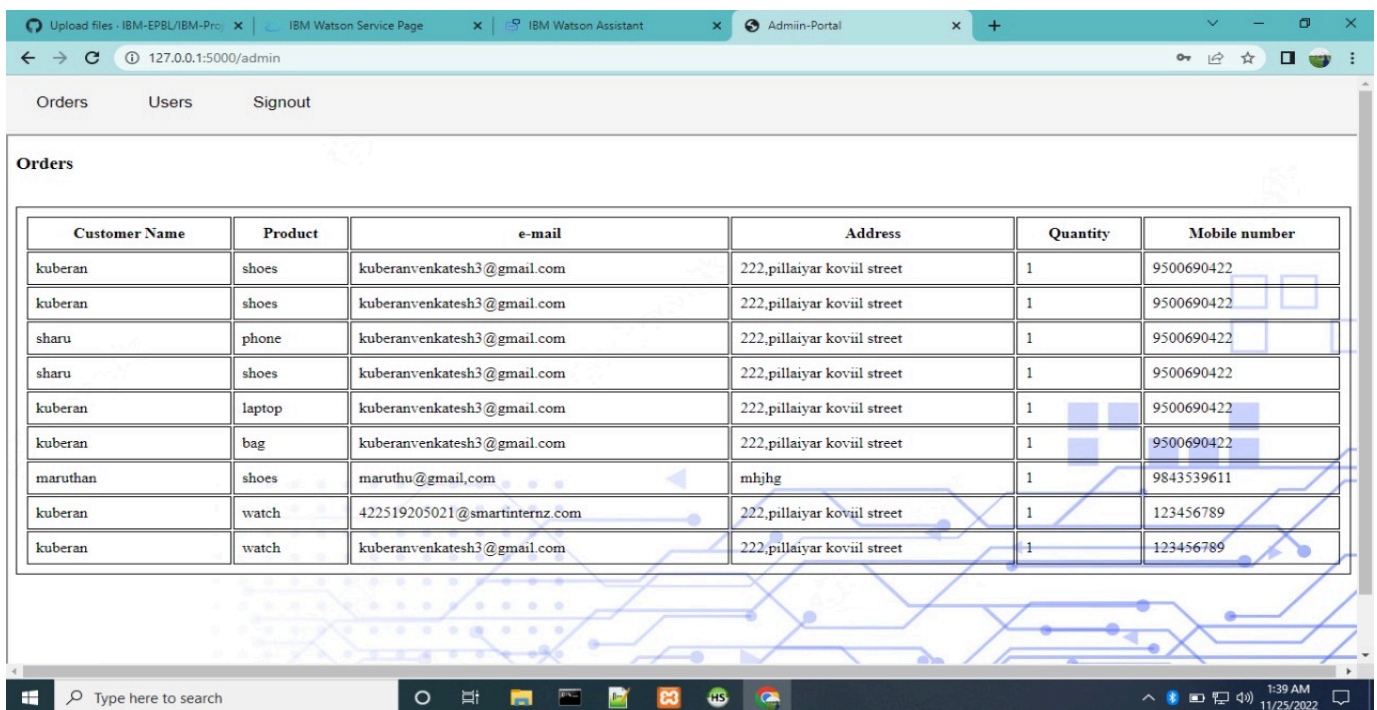 Upload files · IBM-EPBL/IBM-Proj IBM Watson Service Page IBM Watson Assistant Admiin-Portal
127.0.0.1:5000/admin
Orders Users Signout
Orders
Customer Name Product e-mail Address Quantity Mobile number
kuberan shoes kuberanvenkatesh3@gmail.com 222,pillaiyar koviil street 1 9500690422
kuberan shoes kuberanvenkatesh3@gmail.com 222,pillaiyar koviil street 1 9500690422
sharu phone kuberanvenkatesh3@gmail.com 222,pillaiyar koviil street 1 9500690422
sharu shoes kuberanvenkatesh3@gmail.com 222,pillaiyar koviil street 1 9500690422
kuberan laptop kuberanvenkatesh3@gmail.com 222,pillaiyar koviil street 1 9500690422
kuberan bag kuberanvenkatesh3@gmail.com 222,pillaiyar koviil street 1 9500690422
maruthan shoes maruthu@gmail,com mhjhg 1 9843539611
kuberan watch 422519205021@smartinternz.com 222,pillaiyar koviil street 1 123456789
kuberan watch kuberanvenkatesh3@gmail.com 222,pillaiyar koviil street 1 123456789
Type here to search HS 1:39 AM
11/25/2022